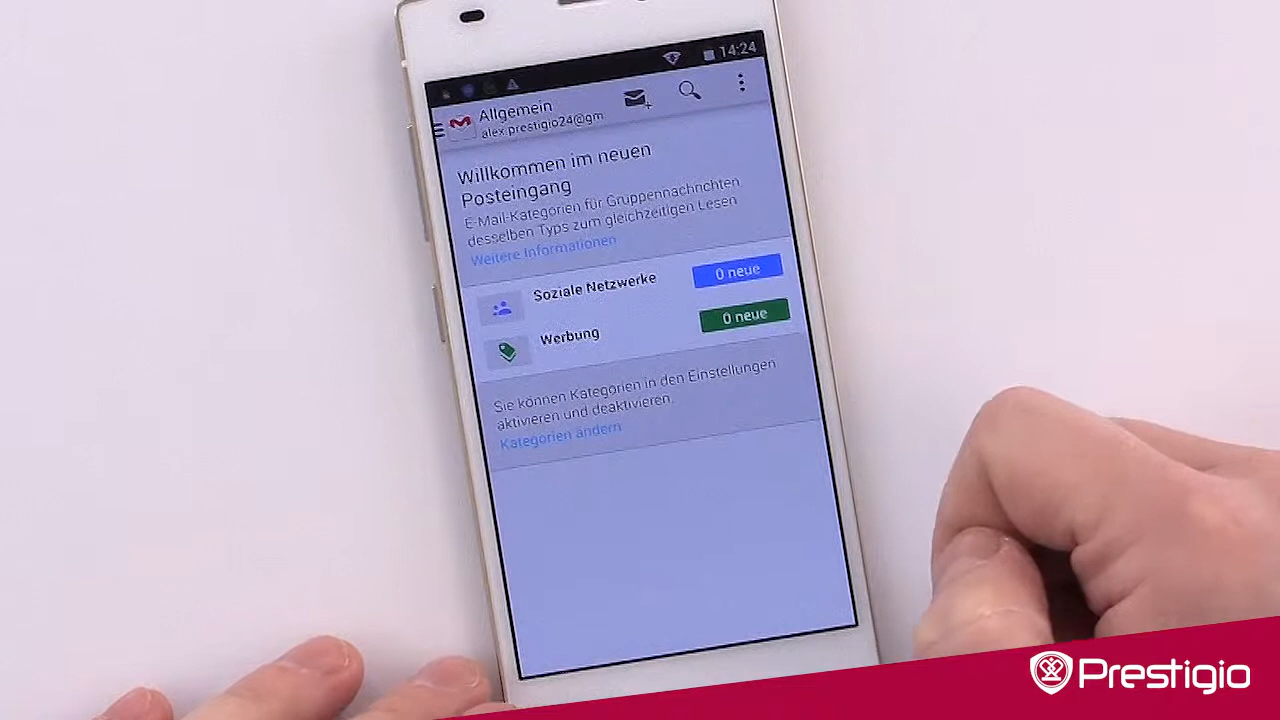 14:24
Allgemein
alex.prestigio24@gm
Willkommen im neuen
Posteingang
E-Mail-Kategorien für Gruppennachrichten
desselben Typs zum gleichzeitigen Lesen
Weitere Informationen
Soziale Netzwerke
0 neue
Werbung
0 neue
Sie können Kategorien in den Einstellungen
aktivieren und deaktivieren.
Kategorien ändern
Prestigio